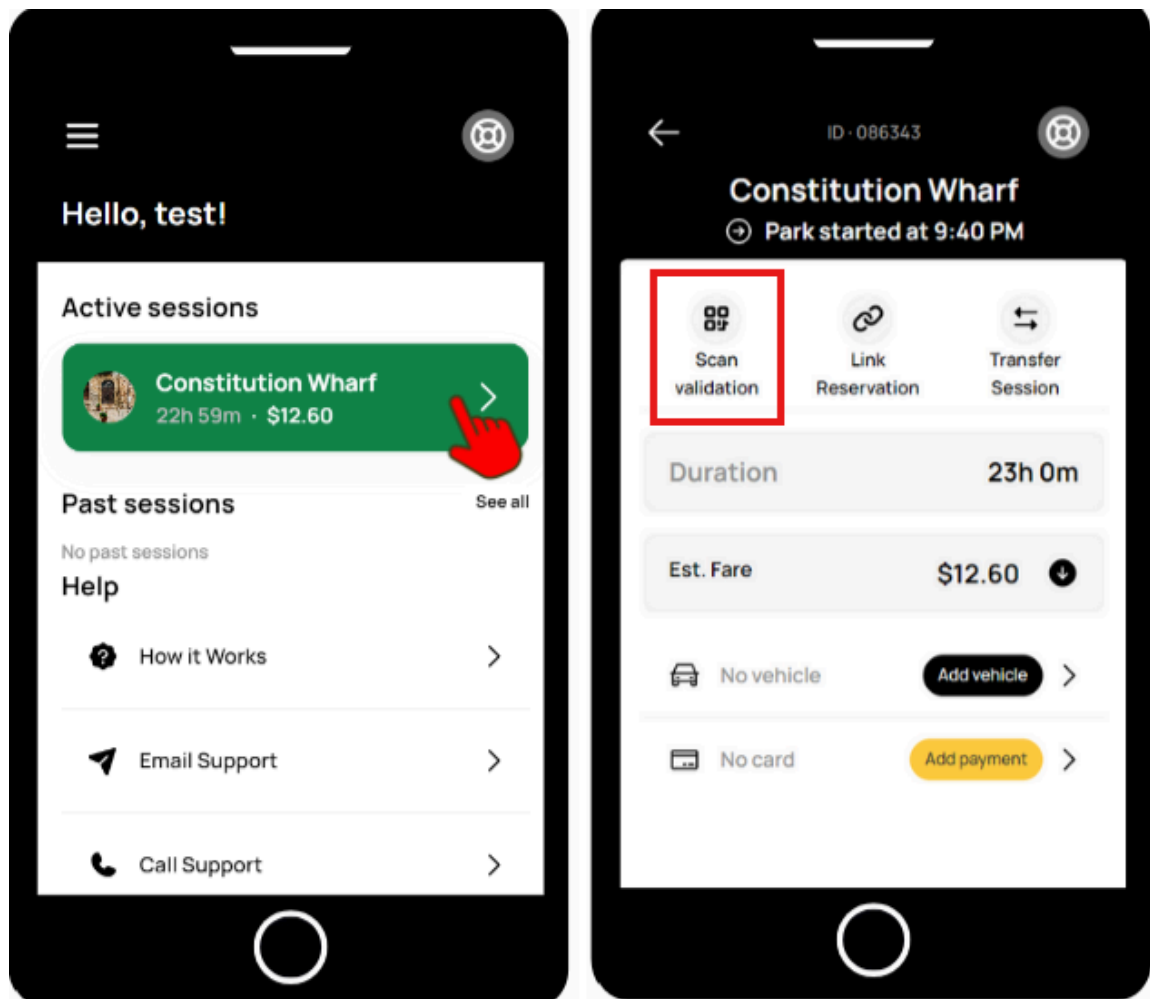 Hello, test!
Active sessions
Constitution Wharf
22h 59m · $12.60
Past sessions
See all
No past sessions
Help
How it Works
Email Support
Call Support
ID · 086343
Constitution Wharf
Park started at 9:40 PM
Scan
validation
Link
Reservation
Transfer
Session
Duration
23h 0m
Est. Fare
$12.60
No vehicle
Add vehicle
No card
Add payment